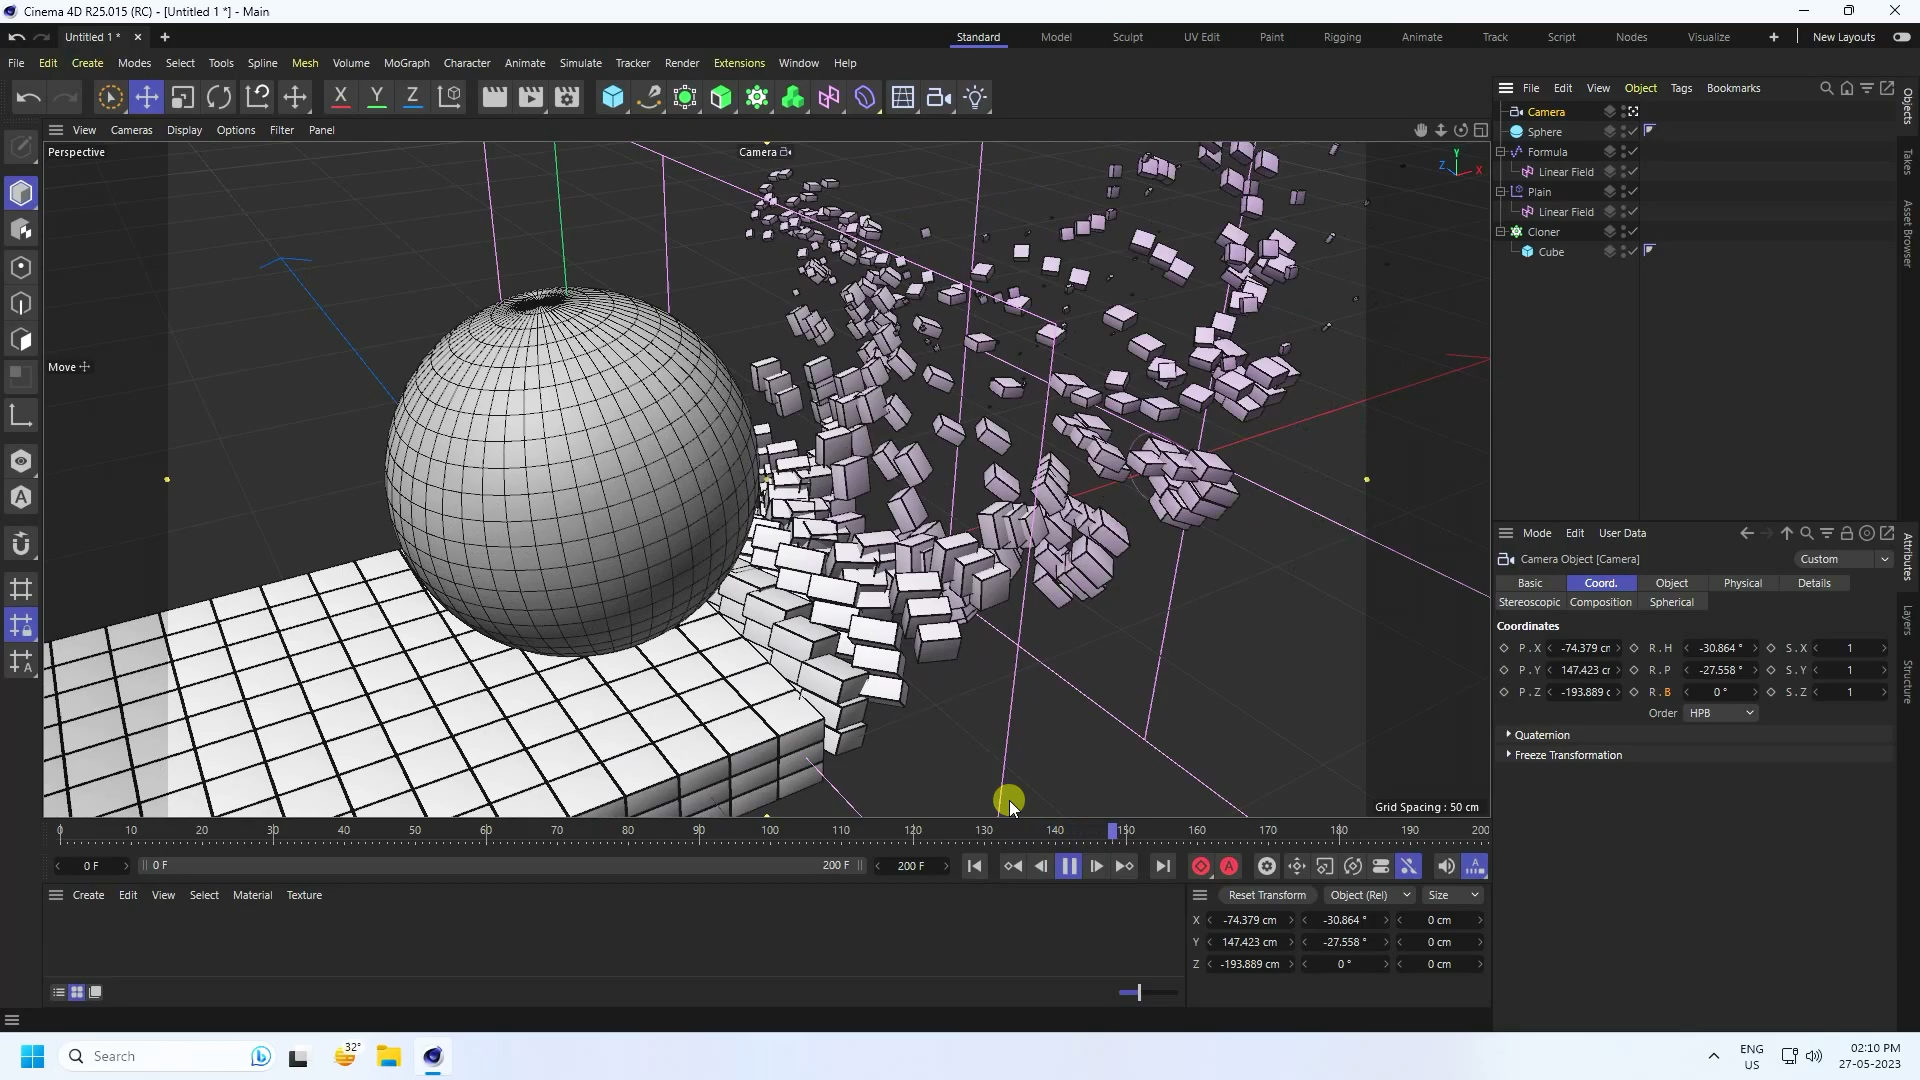 Cinema 4D R25.015 (RC) - [Untitled 1 *] - Main
Untitled 1 *
Standard Model Sculpt UV Edit Paint Rigging Animate Track Script Nodes Visualize New Layouts
File Edit Create Modes Select Tools Spline Mesh Volume MoGraph Character Animate Simulate Tracker Render Extensions Window Help
X Y Z
File Edit View Object Tags Bookmarks
View Cameras Display Options Filter Panel
Perspective
Camera
Y
Z
X
Move
Camera
Sphere
Formula
Linear Field
Plain
Linear Field
Cloner
Cube
Objects
Takes
Asset Browser
Mode Edit User Data
Camera Object [Camera]
Custom
Basic Coord. Object Physical Details
Stereoscopic Composition Spherical
Coordinates
P . X -74.379 cm R . H -30.864 ° S . X 1
P . Y 147.423 cm R . P -27.558 ° S . Y 1
P . Z -193.889 c R . B 0 ° S . Z 1
Order HPB
Quaternion
Freeze Transformation
Attributes
Layers
Structure
Grid Spacing : 50 cm
0 10 20 30 40 50 60 70 80 90 100 110 120 130 140 150 160 170 180 190 200
0 F 0 F 200 F 200 F
Create Edit View Select Material Texture
Reset Transform Object (Rel) Size
X -74.379 cm -30.864 ° 0 cm
Y 147.423 cm -27.558 ° 0 cm
Z -193.889 cm 0 ° 0 cm
Search
32°
ENG
US
02:10 PM
27-05-2023